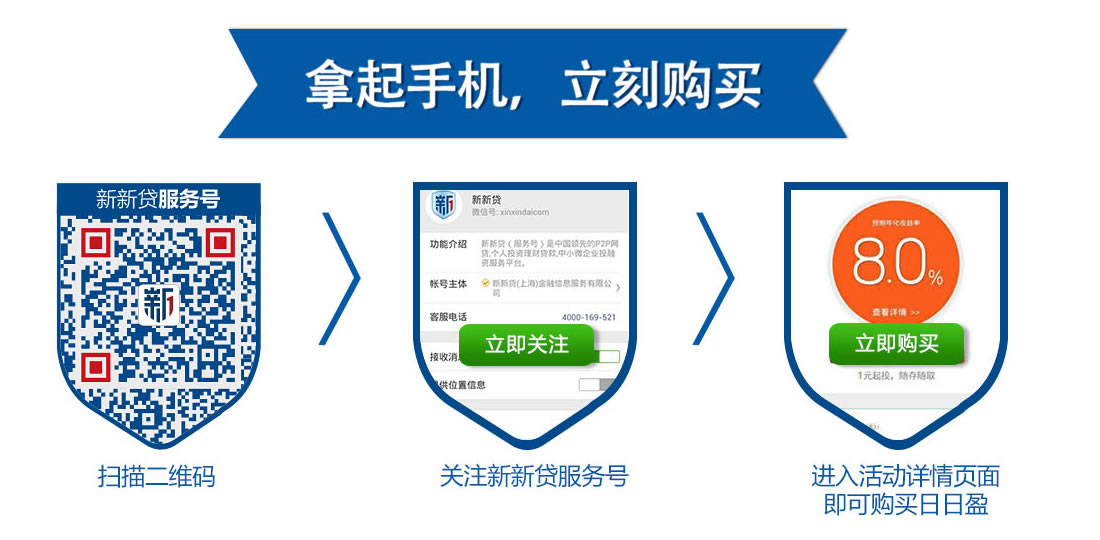 拿起手机，立刻购买
新新贷服务号
新
扫描二维码
新
新新贷
微信号: xinxindaicom
功能介绍
新新贷（服务号）是中国领先的P2P网
贷,个人投资理财贷款,中小微企业投融
资服务平台。
帐号主体
新新贷(上海)金融信息服务有限公
司
客服电话
4000-169-521
立即关注
接收消
供位置信息
关注新新贷服务号
预期年化收益率
8.0%
查看详情 >>
立即购买
1元起投，随存随取
进入活动详情页面
即可购买日日盈